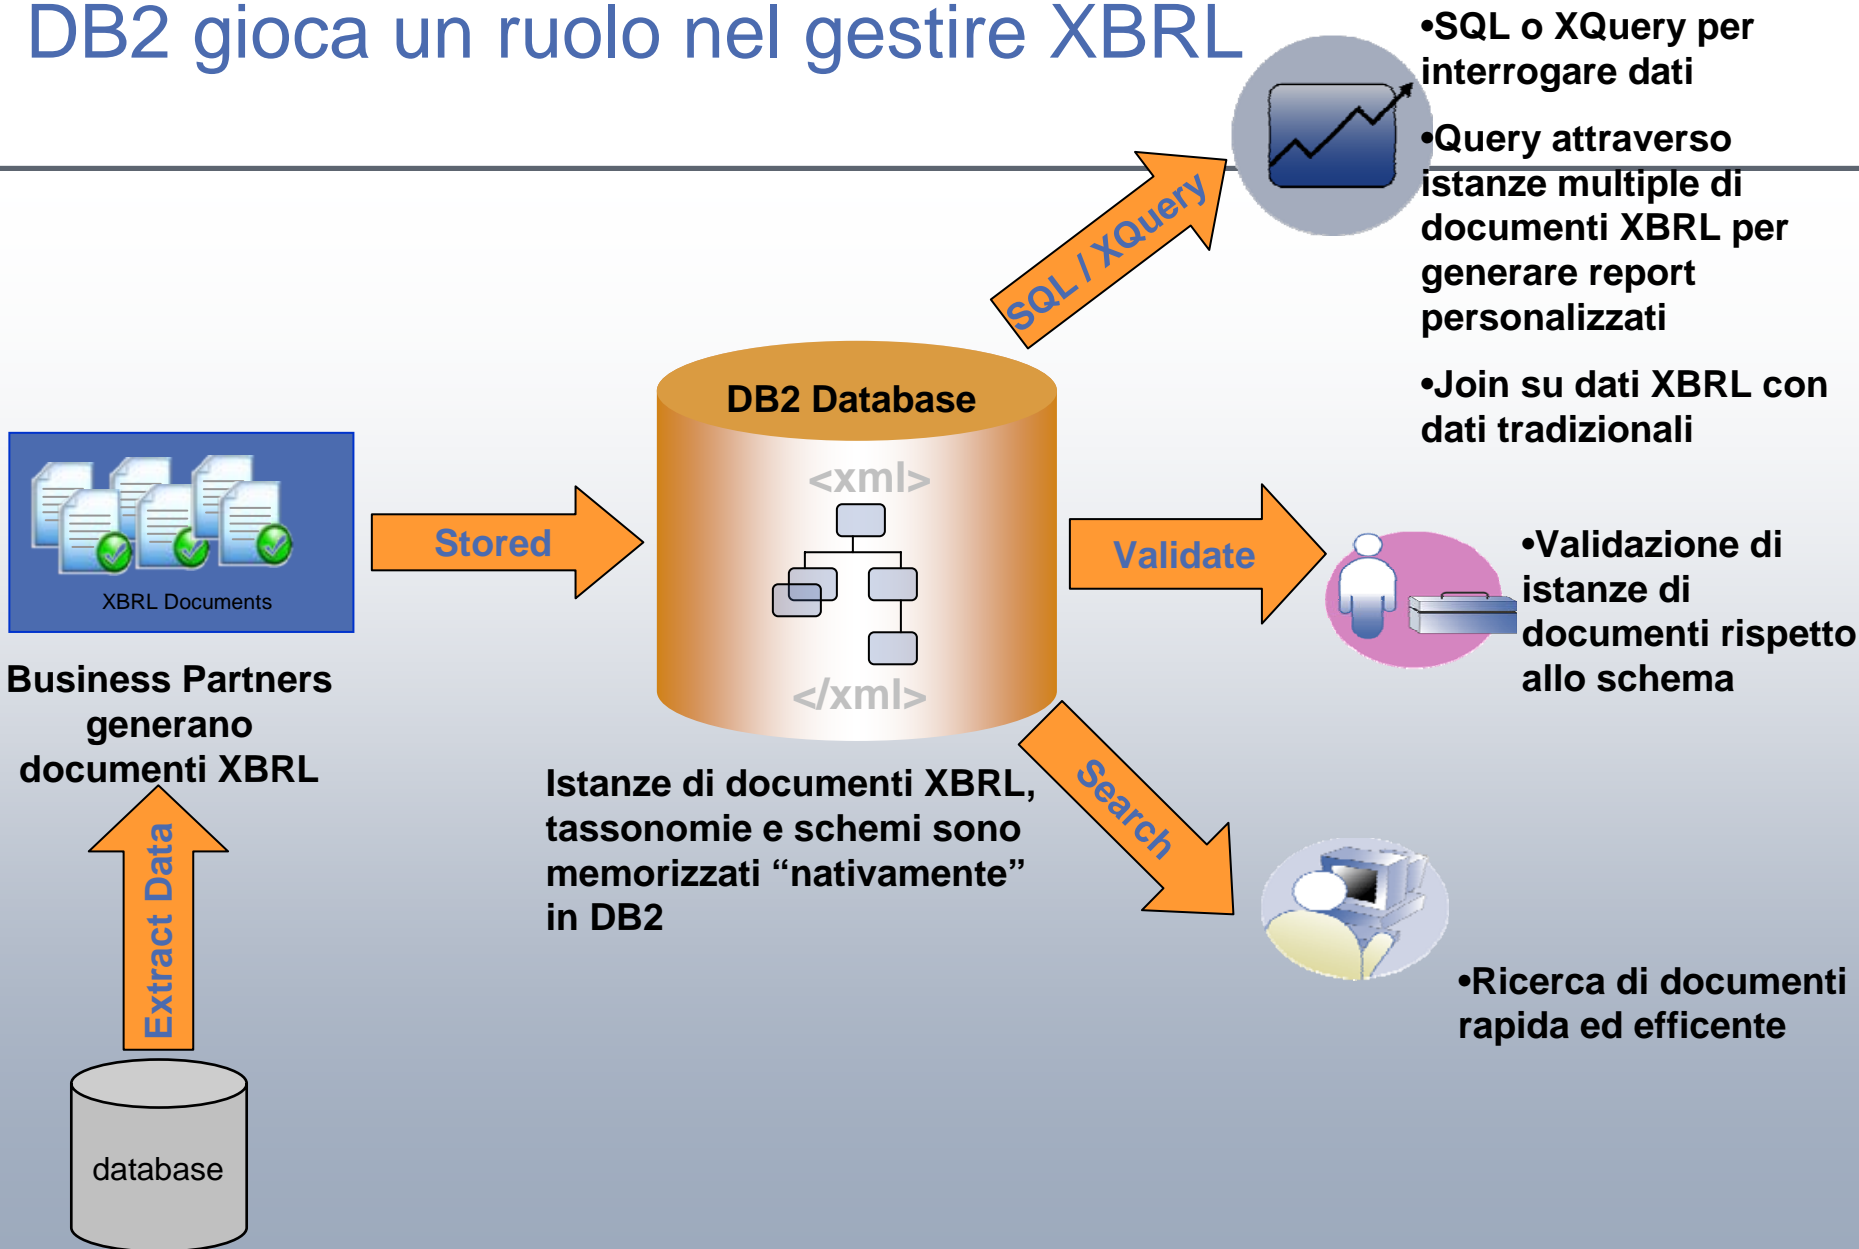 DB2 gioca un ruolo nel gestire XBRL
•SQL o XQuery per
interrogare dati
•Query attraverso
istanze multiple di
documenti XBRL per
generare report
personalizzati
•Join su dati XBRL con
dati tradizionali
SQL / XQuery
DB2 Database
<xml>
</xml>
XBRL Documents
Stored
Validate
•Validazione di
istanze di
documenti rispetto
allo schema
Business Partners
generano
documenti XBRL
Istanze di documenti XBRL,
tassonomie e schemi sono
memorizzati “nativamente”
in DB2
Search
Extract Data
•Ricerca di documenti
rapida ed efficente
database